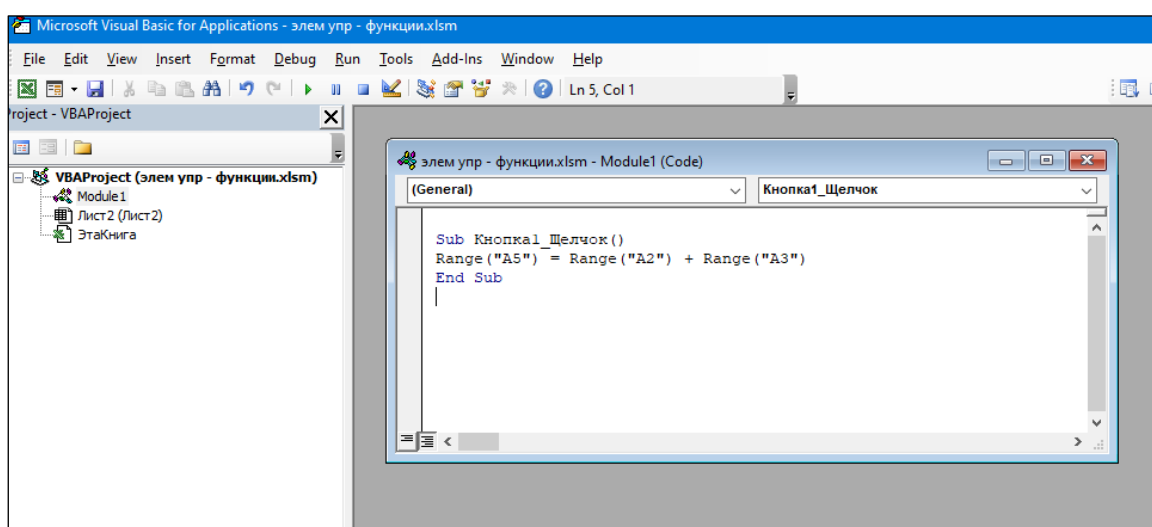 Microsoft Visual Basic for Applications - элем упр - функции.xlsm
File Edit View Insert Format Debug Run Tools Add-Ins Window Help
Ln 5, Col 1
roject - VBAProject
VBAProject (элем упр - функции.xlsm)
Module1
Лист2 (Лист2)
ЭтаКнига
элем упр - функции.xlsm - Module1 (Code)
(General) Кнопка1_Щелчок
Sub Кнопка1_Щелчок()
Range("A5") = Range("A2") + Range("A3")
End Sub